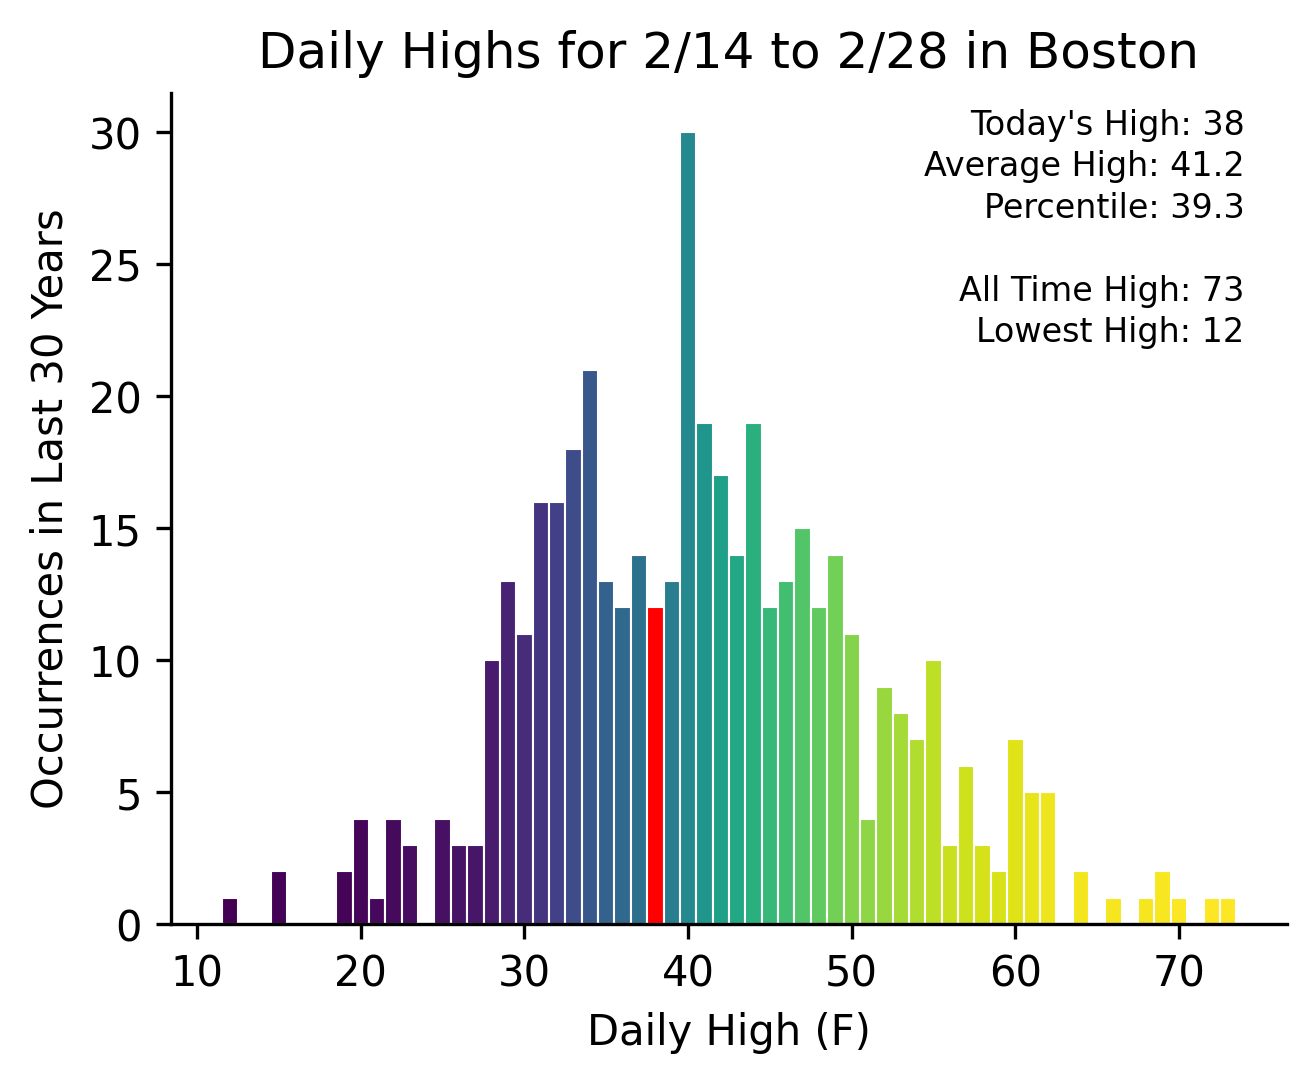 Daily Highs for 2/14 to 2/28 in Boston
Today's High: 38
Average High: 41.2
Percentile: 39.3
All Time High: 73
Lowest High: 12
Occurrences in Last 30 Years
30
25
20
15
10
5
0
10 20 30 40 50 60 70
Daily High (F)